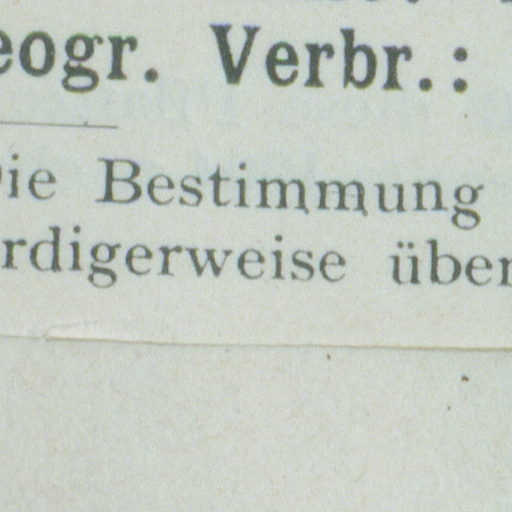 eogr. Verbr.:
ie Bestimmung
rdigerweise über